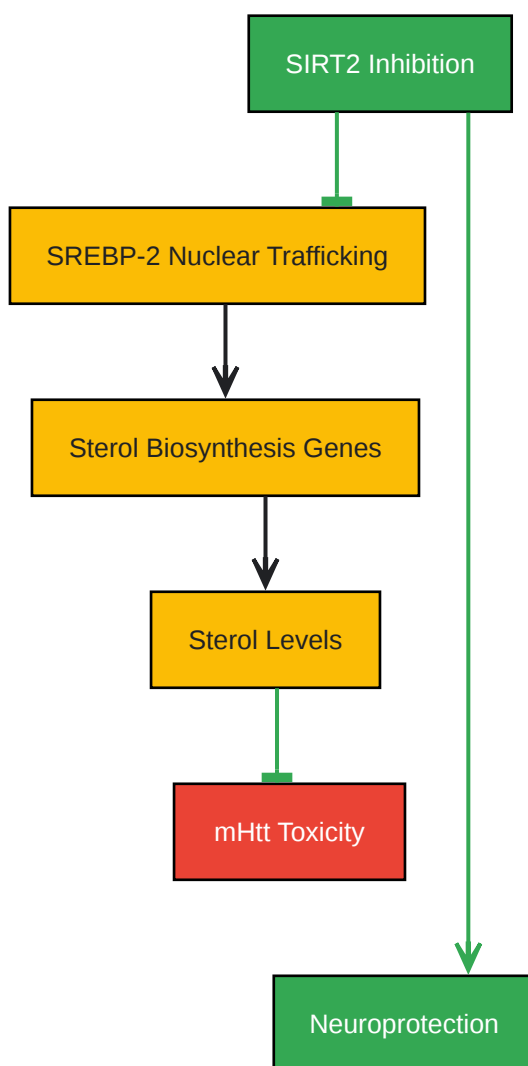 SIRT2 Inhibition
SREBP-2 Nuclear Trafficking
Sterol Biosynthesis Genes
Sterol Levels
mHtt Toxicity
Neuroprotection